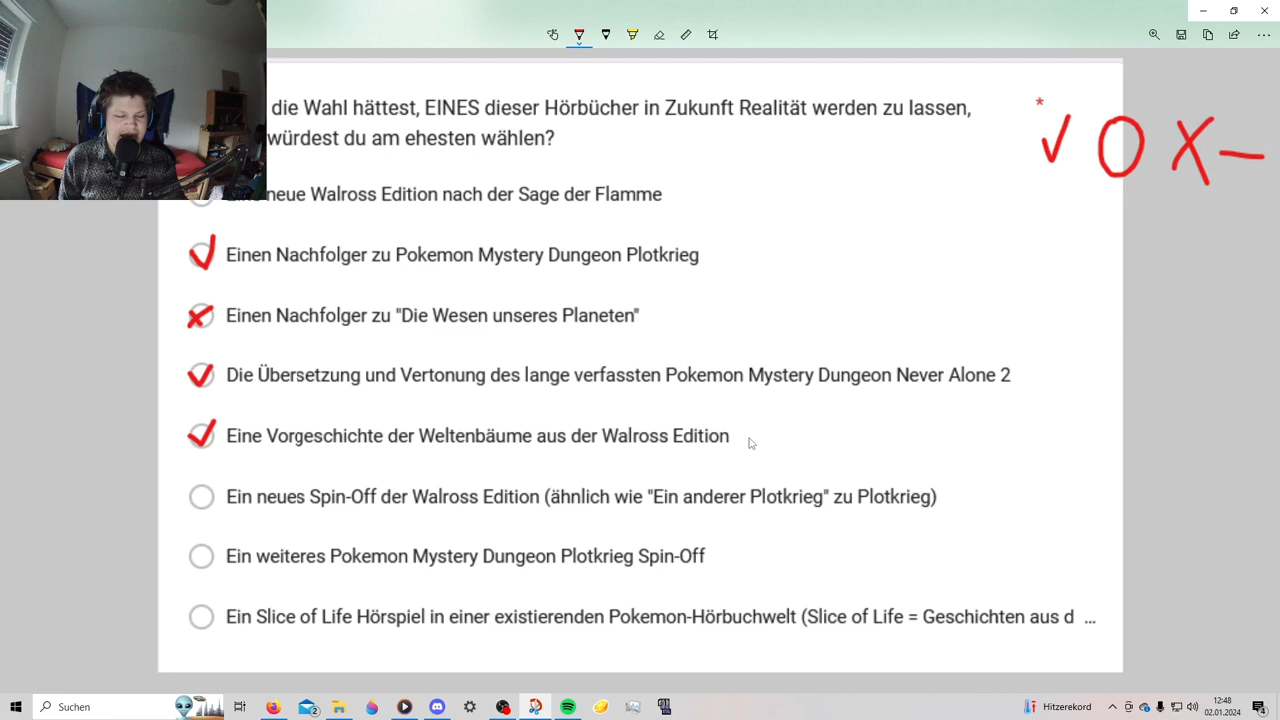 die Wahl hättest, EINES dieser Hörbücher in Zukunft Realität werden zu lassen, *
würdest du am ehesten wählen?
neue Walross Edition nach der Sage der Flamme
Einen Nachfolger zu Pokemon Mystery Dungeon Plotkrieg
Einen Nachfolger zu "Die Wesen unseres Planeten"
Die Übersetzung und Vertonung des lange verfassten Pokemon Mystery Dungeon Never Alone 2
Eine Vorgeschichte der Weltenbäume aus der Walross Edition
Ein neues Spin-Off der Walross Edition (ähnlich wie "Ein anderer Plotkrieg" zu Plotkrieg)
Ein weiteres Pokemon Mystery Dungeon Plotkrieg Spin-Off
Ein Slice of Life Hörspiel in einer existierenden Pokemon-Hörbuchwelt (Slice of Life = Geschichten aus d ...
Suchen
2
Hitzerekord
12:48
02.01.2024